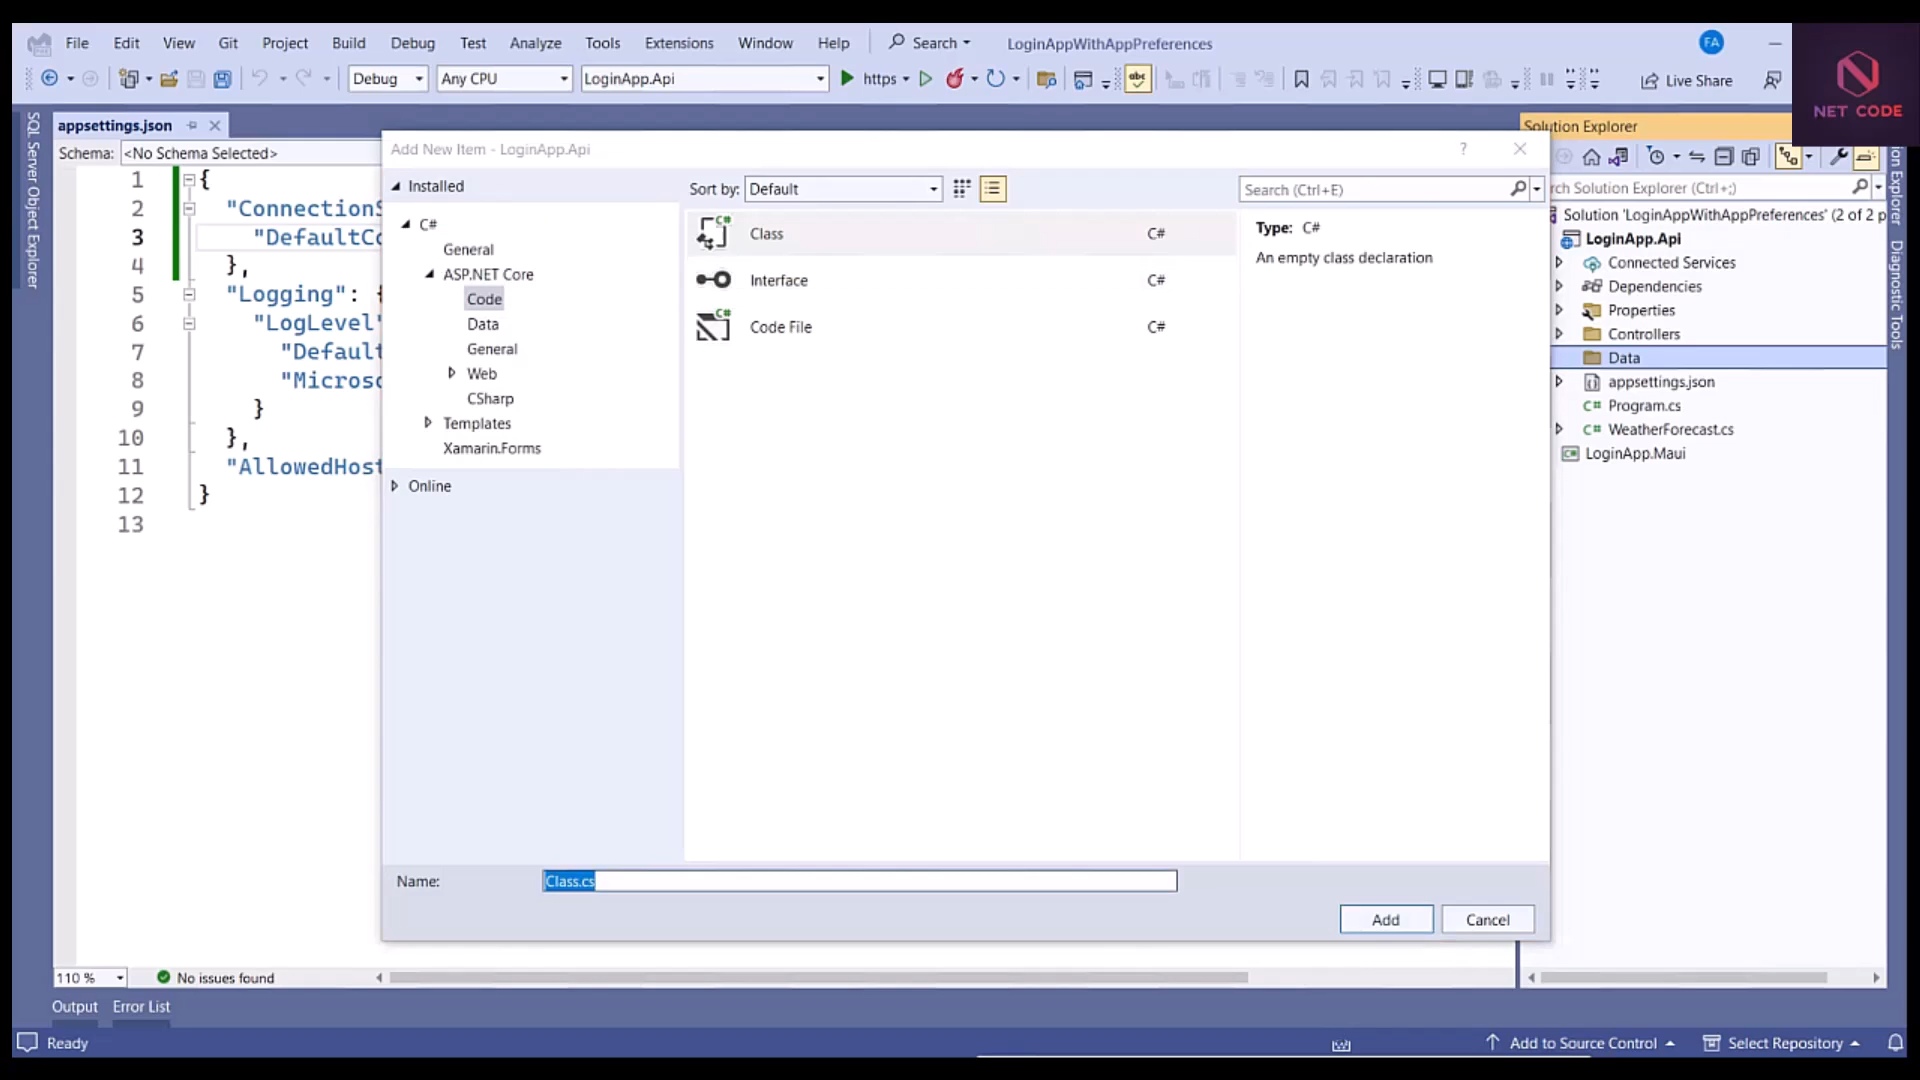 File Edit View Git Project Build Debug Test Analyze Tools Extensions Window Help Search LoginAppWithAppPreferences FA
Debug Any CPU LoginApp.Api https Live Share
NET CODE
SQL Server Object Explorer
appsettings.json
Schema: <No Schema Selected>
1 {
2 "ConnectionS
3 "DefaultCo
4 },
5 "Logging": {
6 "LogLevel"
7 "Default
8 "Microso
9 }
10 },
11 "AllowedHost
12 }
13
Add New Item - LoginApp.Api ?
Installed
C#
General
ASP.NET Core
Code
Data
General
Web
CSharp
Templates
Xamarin.Forms
Online
Sort by: Default
Class C#
Interface C#
Code File C#
Search (Ctrl+E)
Type: C#
An empty class declaration
Name: Class.cs
Add Cancel
Solution Explorer
rch Solution Explorer (Ctrl+;)
Solution 'LoginAppWithAppPreferences' (2 of 2 p
LoginApp.Api
Connected Services
Dependencies
Properties
Controllers
Data
appsettings.json
C# Program.cs
C# WeatherForecast.cs
LoginApp.Maui
ion Explorer
Diagnostic Tools
110 % No issues found
Output Error List
Ready Add to Source Control Select Repository